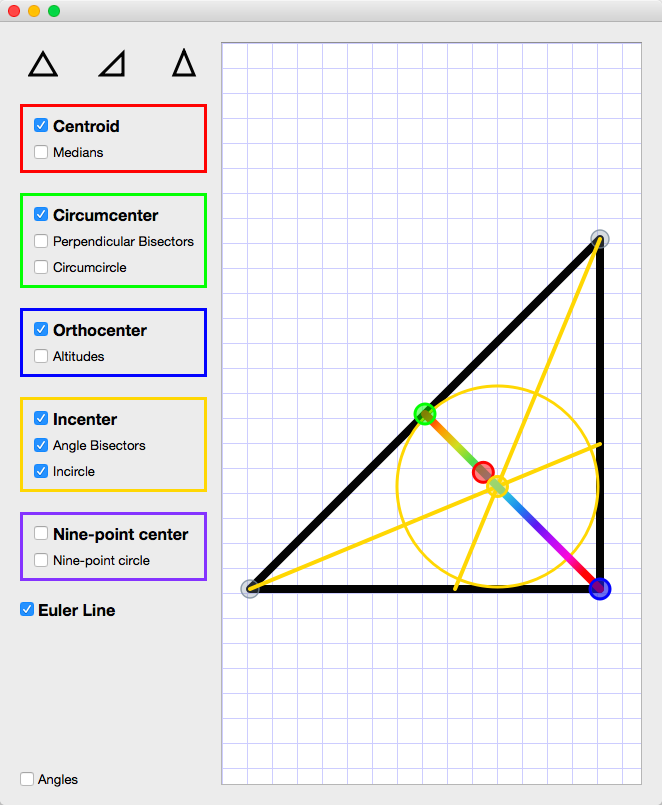 Centroid
Medians
Circumcenter
Perpendicular Bisectors
Circumcircle
Orthocenter
Altitudes
Incenter
Angle Bisectors
Incircle
Nine-point center
Nine-point circle
Euler Line
Angles